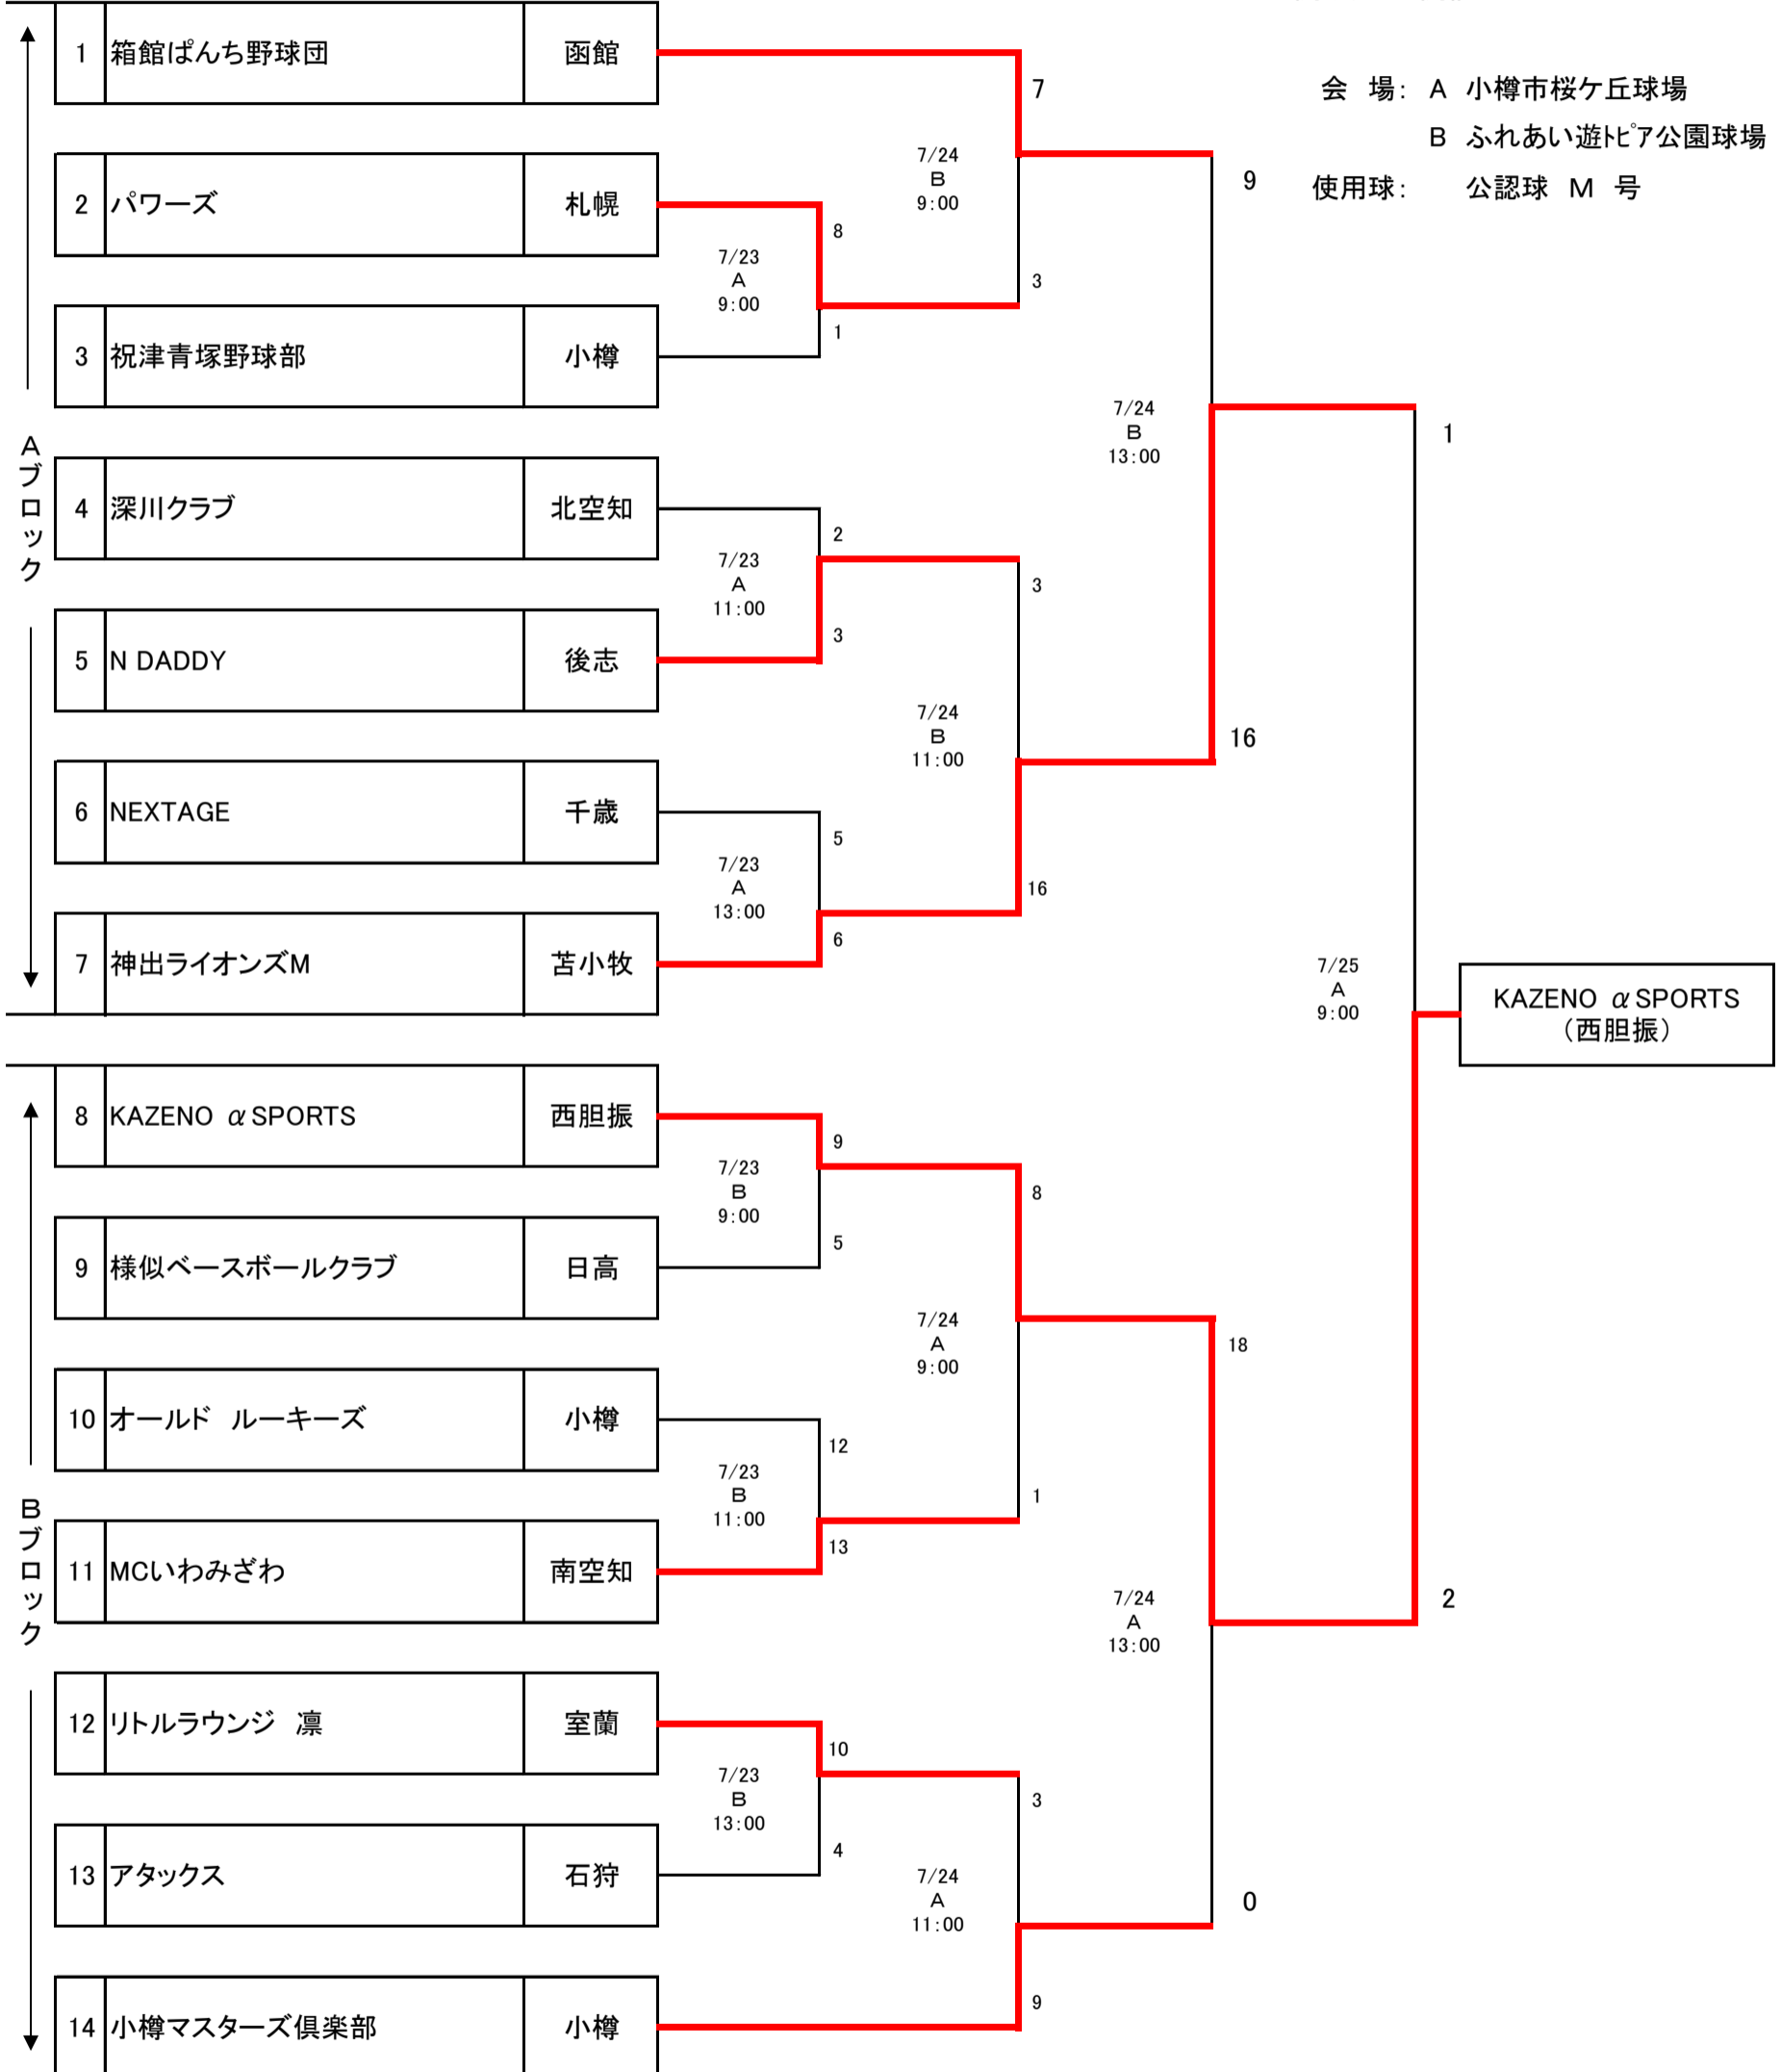 会 場: A 小樽市桜ケ丘球場
B ふれあい遊トピア公園球場
使用球: 公認球 M 号
Aブロック
1 箱館ぱんち野球団 函館
2 パワーズ 札幌
3 祝津青塚野球部 小樽
4 深川クラブ 北空知
5 N DADDY 後志
6 NEXTAGE 千歳
7 神出ライオンズM 苫小牧
Bブロック
8 KAZENO αSPORTS 西胆振
9 様似ベースボールクラブ 日高
10 オールド ルーキーズ 小樽
11 MCいわみざわ 南空知
12 リトルラウンジ 凛 室蘭
13 アタックス 石狩
14 小樽マスターズ倶楽部 小樽
7/23
A
9:00
8
1
7/23
A
11:00
2
3
7/23
A
13:00
5
6
7/23
B
9:00
9
5
7/23
B
11:00
12
13
7/23
B
13:00
10
4
7/24
B
9:00
7
3
7/24
B
11:00
3
16
7/24
A
9:00
8
1
7/24
A
11:00
3
9
7/24
B
13:00
9
16
7/24
A
13:00
18
0
7/25
A
9:00
1
2
KAZENO αSPORTS
(西胆振)